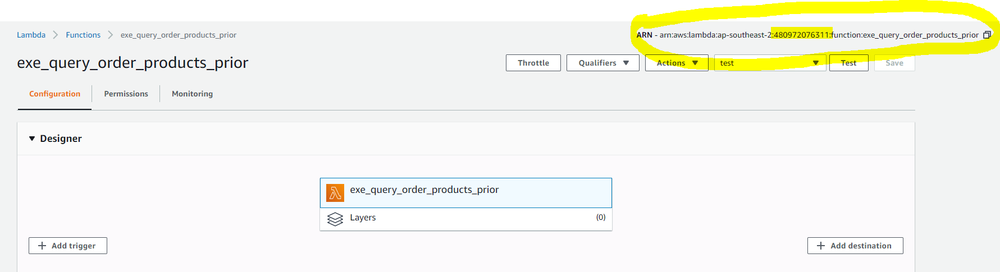 Lambda Functions exe_query_order_products_prior
ARN - arn:aws:lambda:ap-southeast-2:480972076311:function:exe_query_order_products_prior
exe_query_order_products_prior
Throttle Qualifiers Actions test Test Save
Configuration Permissions Monitoring
Designer
exe_query_order_products_prior
Layers (0)
Add trigger Add destination